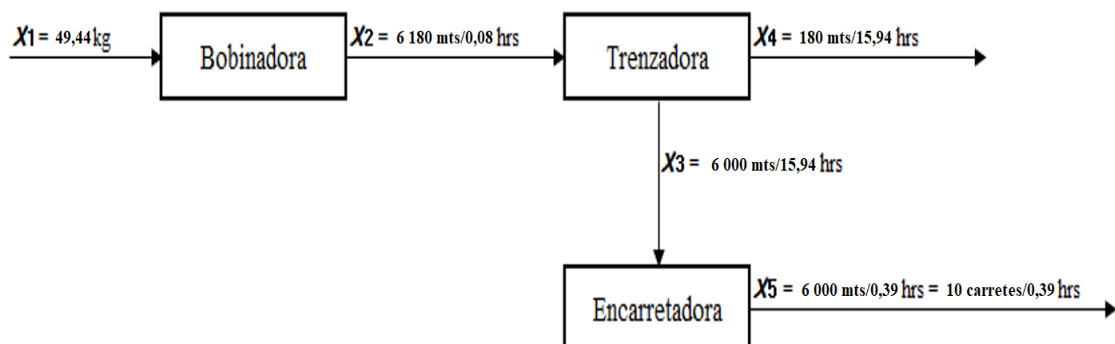 X1 = 49,44 kg
Bobinadora
X2 = 6 180 mts/0,08 hrs
Trenzadora
X4 = 180 mts/15,94 hrs
X3 = 6 000 mts/15,94 hrs
Encarretadora
X5 = 6 000 mts/0,39 hrs = 10 carretes/0,39 hrs